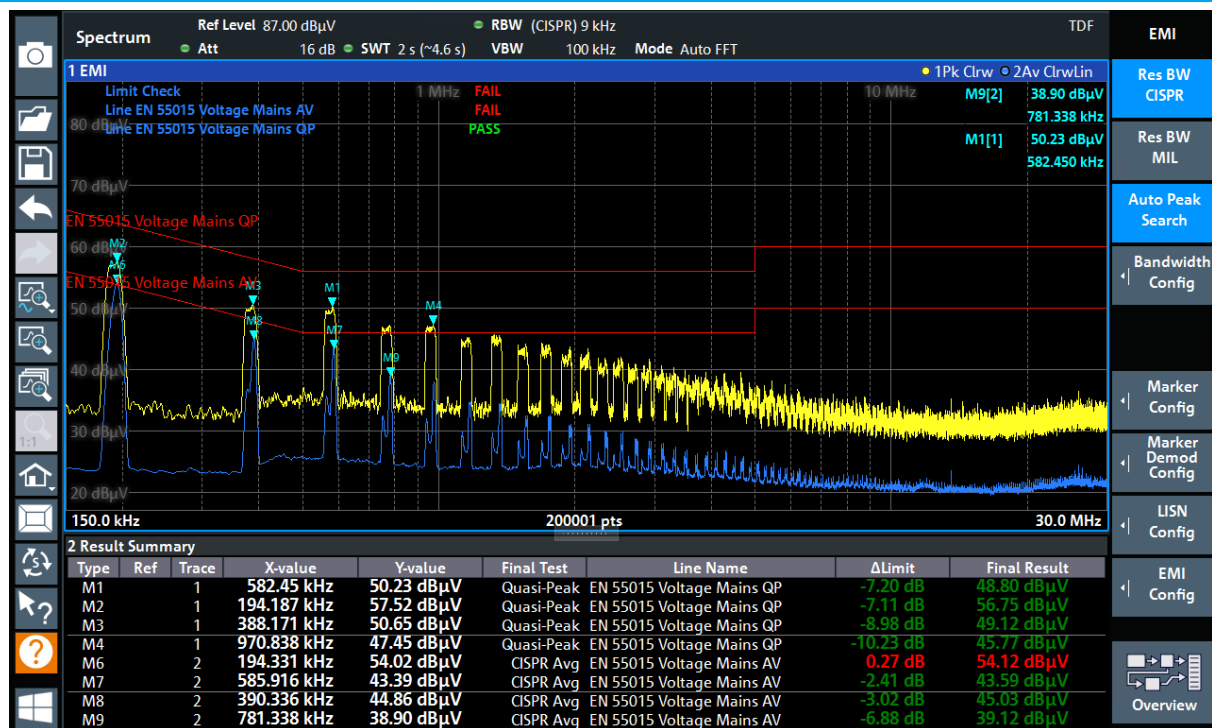 Spectrum
Ref Level 87.00 dBµV
RBW (CISPR) 9 kHz
TDF
Att 16 dB SWT 2 s (~4.6 s) VBW 100 kHz Mode Auto FFT
1 EMI
1Pk Clrw 2Av ClrwLin
Limit Check 1 MHz FAIL 10 MHz M9[2] 38.90 dBµV
Line EN 55015 Voltage Mains AV FAIL 781.338 kHz
80 dBµV Line EN 55015 Voltage Mains QP PASS
M1[1] 50.23 dBµV
582.450 kHz
70 dBµV
EN 55015 Voltage Mains QP
60 dBµV M2
M6
EN 55015 Voltage Mains AV M3 M1
50 dBµV M4
M8 M7
M9
40 dBµV
30 dBµV
20 dBµV
150.0 kHz 200001 pts 30.0 MHz
2 Result Summary
Type Ref Trace X-value Y-value Final Test Line Name ΔLimit Final Result
M1 1 582.45 kHz 50.23 dBµV Quasi-Peak EN 55015 Voltage Mains QP -7.20 dB 48.80 dBµV
M2 1 194.187 kHz 57.52 dBµV Quasi-Peak EN 55015 Voltage Mains QP -7.11 dB 56.75 dBµV
M3 1 388.171 kHz 50.65 dBµV Quasi-Peak EN 55015 Voltage Mains QP -8.98 dB 49.12 dBµV
M4 1 970.838 kHz 47.45 dBµV Quasi-Peak EN 55015 Voltage Mains QP -10.23 dB 45.77 dBµV
M6 2 194.331 kHz 54.02 dBµV CISPR Avg EN 55015 Voltage Mains AV 0.27 dB 54.12 dBµV
M7 2 585.916 kHz 43.39 dBµV CISPR Avg EN 55015 Voltage Mains AV -2.41 dB 43.59 dBµV
M8 2 390.336 kHz 44.86 dBµV CISPR Avg EN 55015 Voltage Mains AV -3.02 dB 45.03 dBµV
M9 2 781.338 kHz 38.90 dBµV CISPR Avg EN 55015 Voltage Mains AV -6.88 dB 39.12 dBµV
1:1
EMI
Res BW
CISPR
Res BW
MIL
Auto Peak
Search
Bandwidth
Config
Marker
Config
Marker
Demod
Config
LISN
Config
EMI
Config
Overview